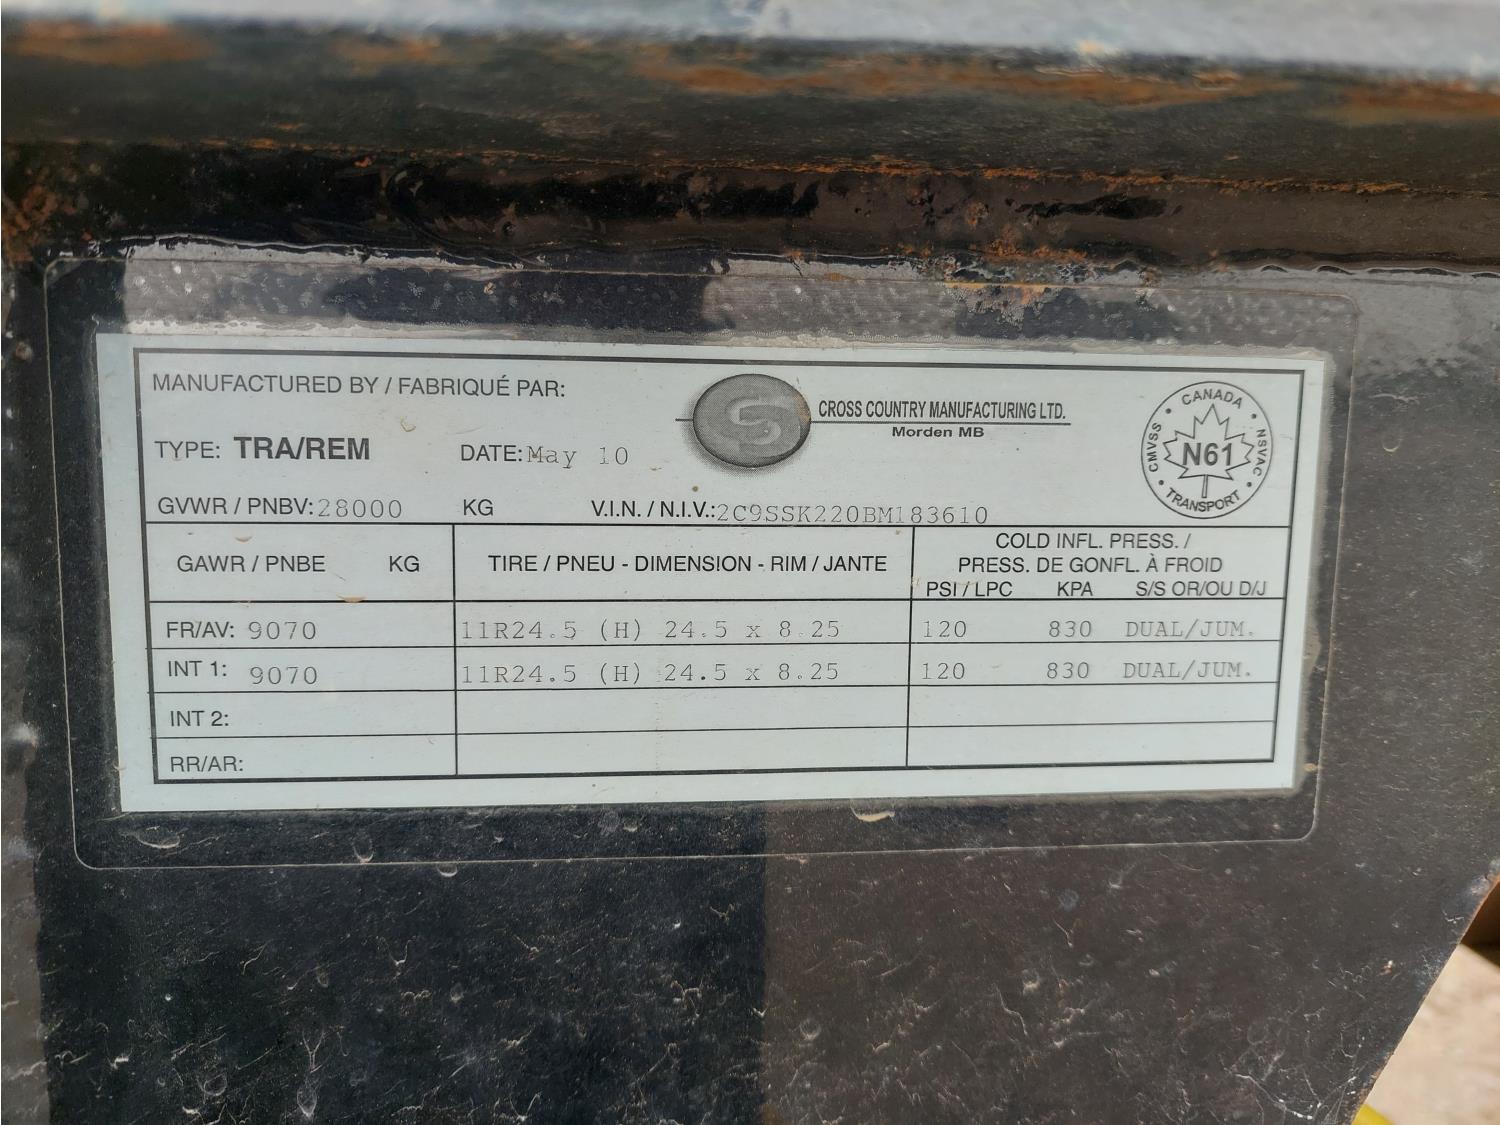 MANUFACTURED BY / FABRIQUÉ PAR:
CROSS COUNTRY MANUFACTURING LTD.
Morden MB
CANADA
CMVSS
N61
NSVAC
TRANSPORT
TYPE: TRA/REM DATE: May 10
GVWR / PNBV: 28000 KG V.I.N. / N.I.V.: 2C9SSK220BM183610
GAWR / PNBE KG TIRE / PNEU - DIMENSION - RIM / JANTE COLD INFL. PRESS. /
PRESS. DE GONFL. À FROID
PSI / LPC KPA S/S OR/OU D/J
FR/AV: 9070 11R24.5 (H) 24.5 x 8.25 120 830 DUAL/JUM.
INT 1: 9070 11R24.5 (H) 24.5 x 8.25 120 830 DUAL/JUM.
INT 2:
RR/AR: